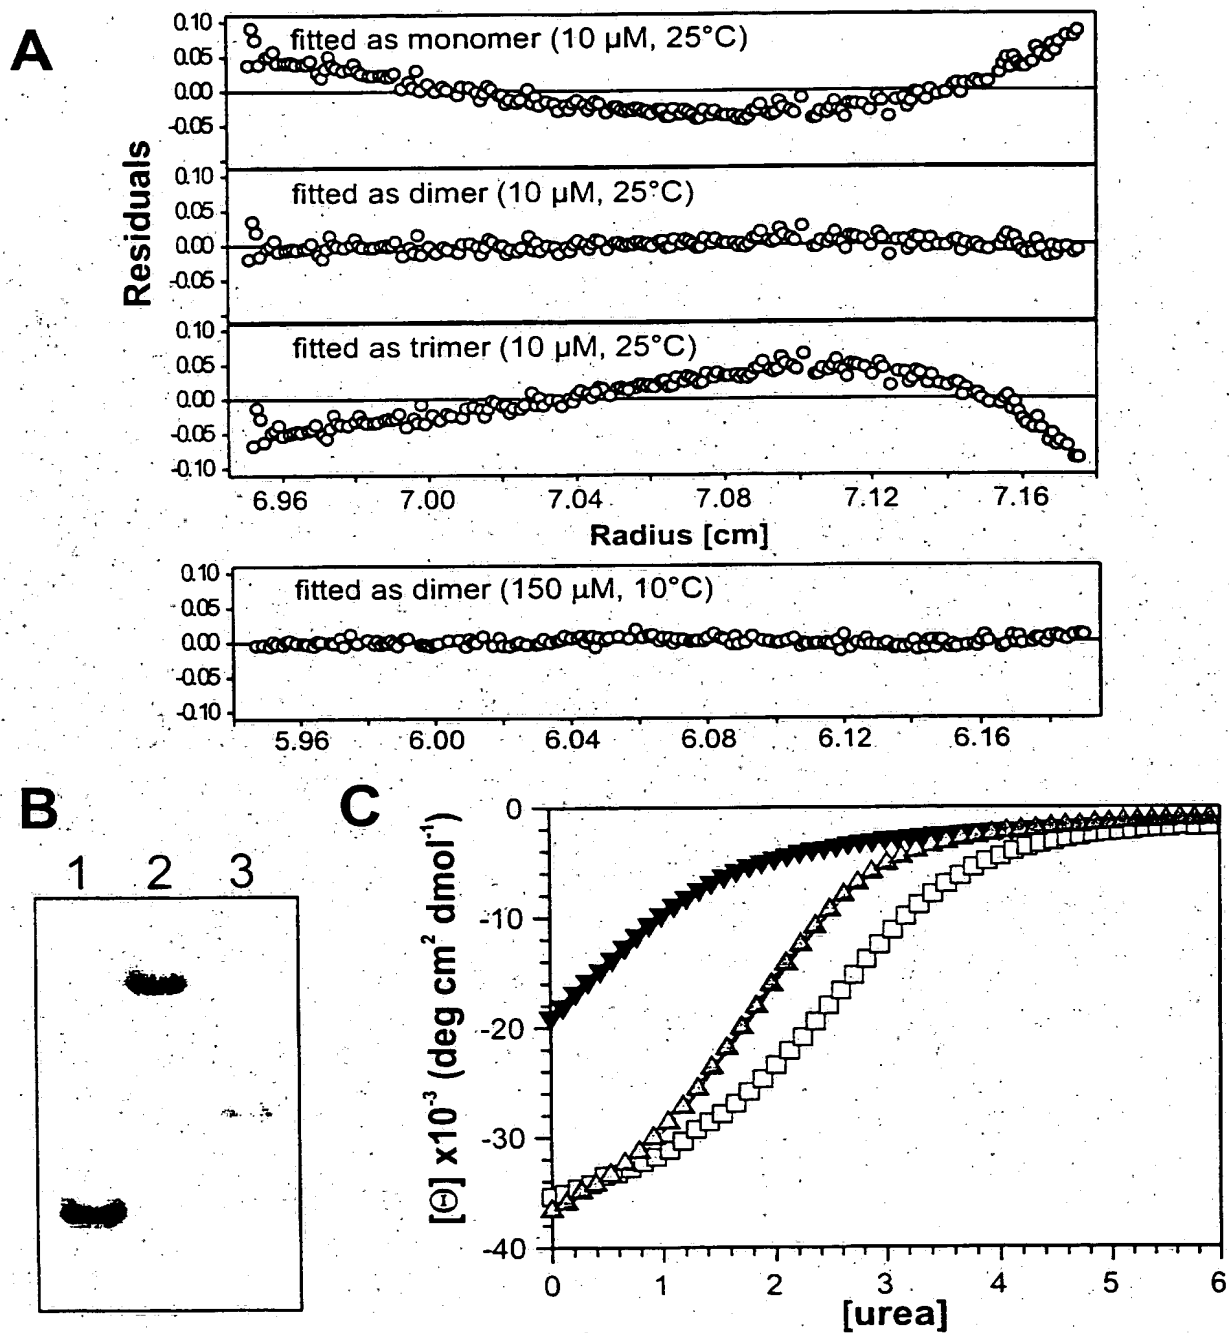 A
0.10
0.05
0.00
-0.05
fitted as monomer (10 µM, 25°C)
Residuals
0.10
0.05
0.00
-0.05
fitted as dimer (10 µM, 25°C)
0.10
0.05
0.00
-0.05
-0.10
fitted as trimer (10 µM, 25°C)
6.96 7.00 7.04 7.08 7.12 7.16
Radius [cm]
0.10
0.05
0.00
-0.05
-0.10
fitted as dimer (150 µM, 10°C)
5.96 6.00 6.04 6.08 6.12 6.16
B
1 2 3
C
[Θ] x10⁻³ (deg cm² dmol⁻¹)
0
-10
-20
-30
-40
0 1 2 3 4 5 6
[urea]